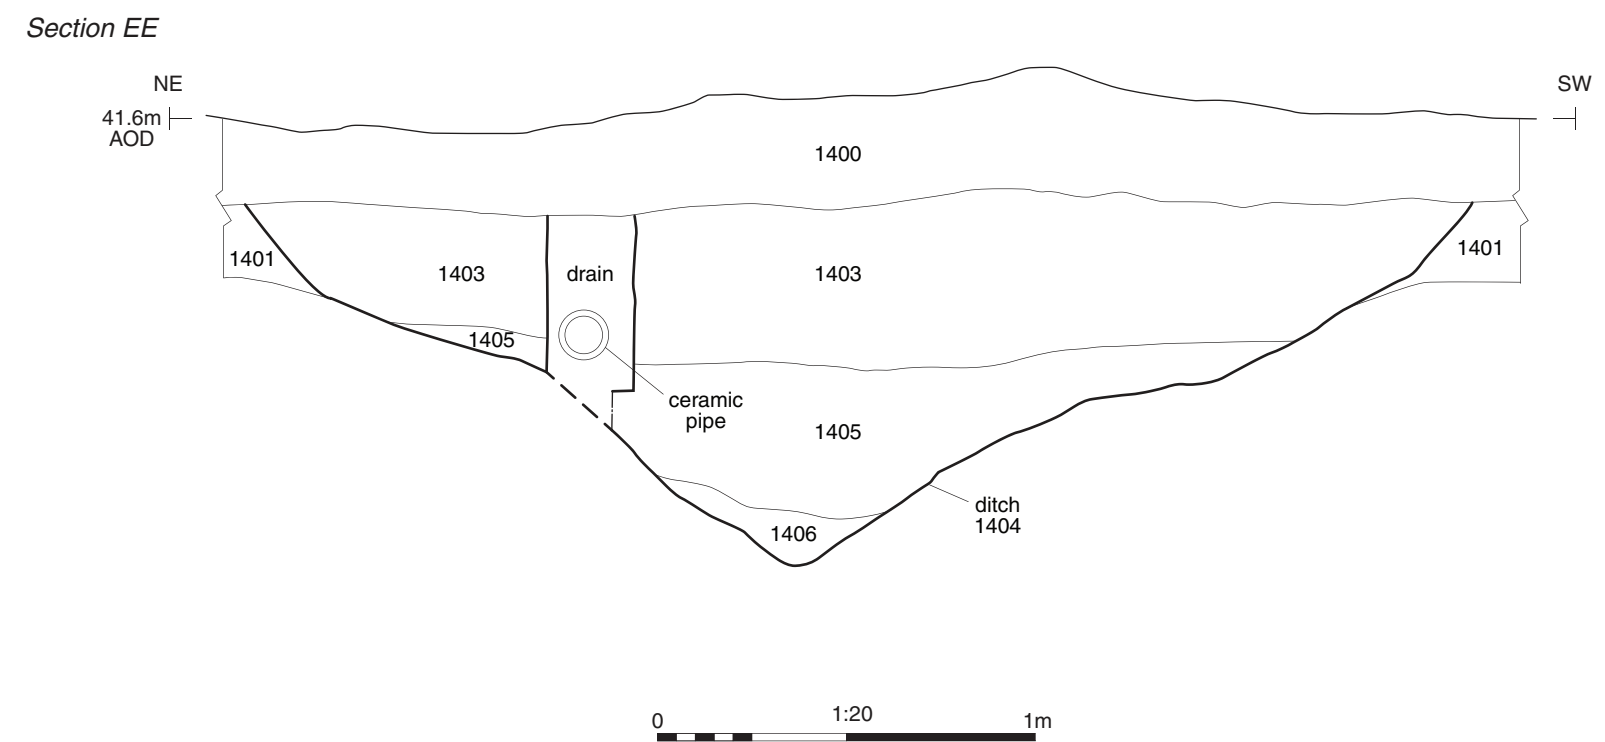 Section EE
NE
SW
41.6m
AOD
1400
1401
1403
drain
1403
1401
1405
ceramic
pipe
1405
ditch
1404
1406
0
1:20
1m